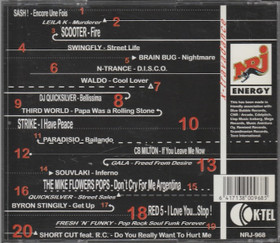 SASH! - Encore Une Fois 1
LEILA K - Murderer 2
3 SCOOTER - Fire
SWINGFLY - Street Life
4
5 BRAIN BUG - Nightmare
6 N-TRANCE - D.I.S.C.O.
WALDO - Cool Lover
7
DJ QUICKSILVER - Bellissima 8
9 THIRD WORLD - Papa Was a Rolling Stone
STRIKE - I Have Peace 10
11 PARADISIO - Bailando
12 CB MILTON - If You Leave Me Now
GALA - Freed From Desire 13
14 SOUVLAKI - Inferno
THE MIKE FLOWERS POPS - Don't Cry For Me Argentina 15
16
QUICKSILVER - Street Sales
BYRON STINGILY - Get Up 17
18 RED 5 - I Love You...Stop !
FRESH 'N' FUNKY - Pop Rock Soul Funk Forever 19
20 SHORT CUT feat. R.C. - Do You Really Want To Hurt Me
NRJ
ENERGY
K-TEL
NRJ-968